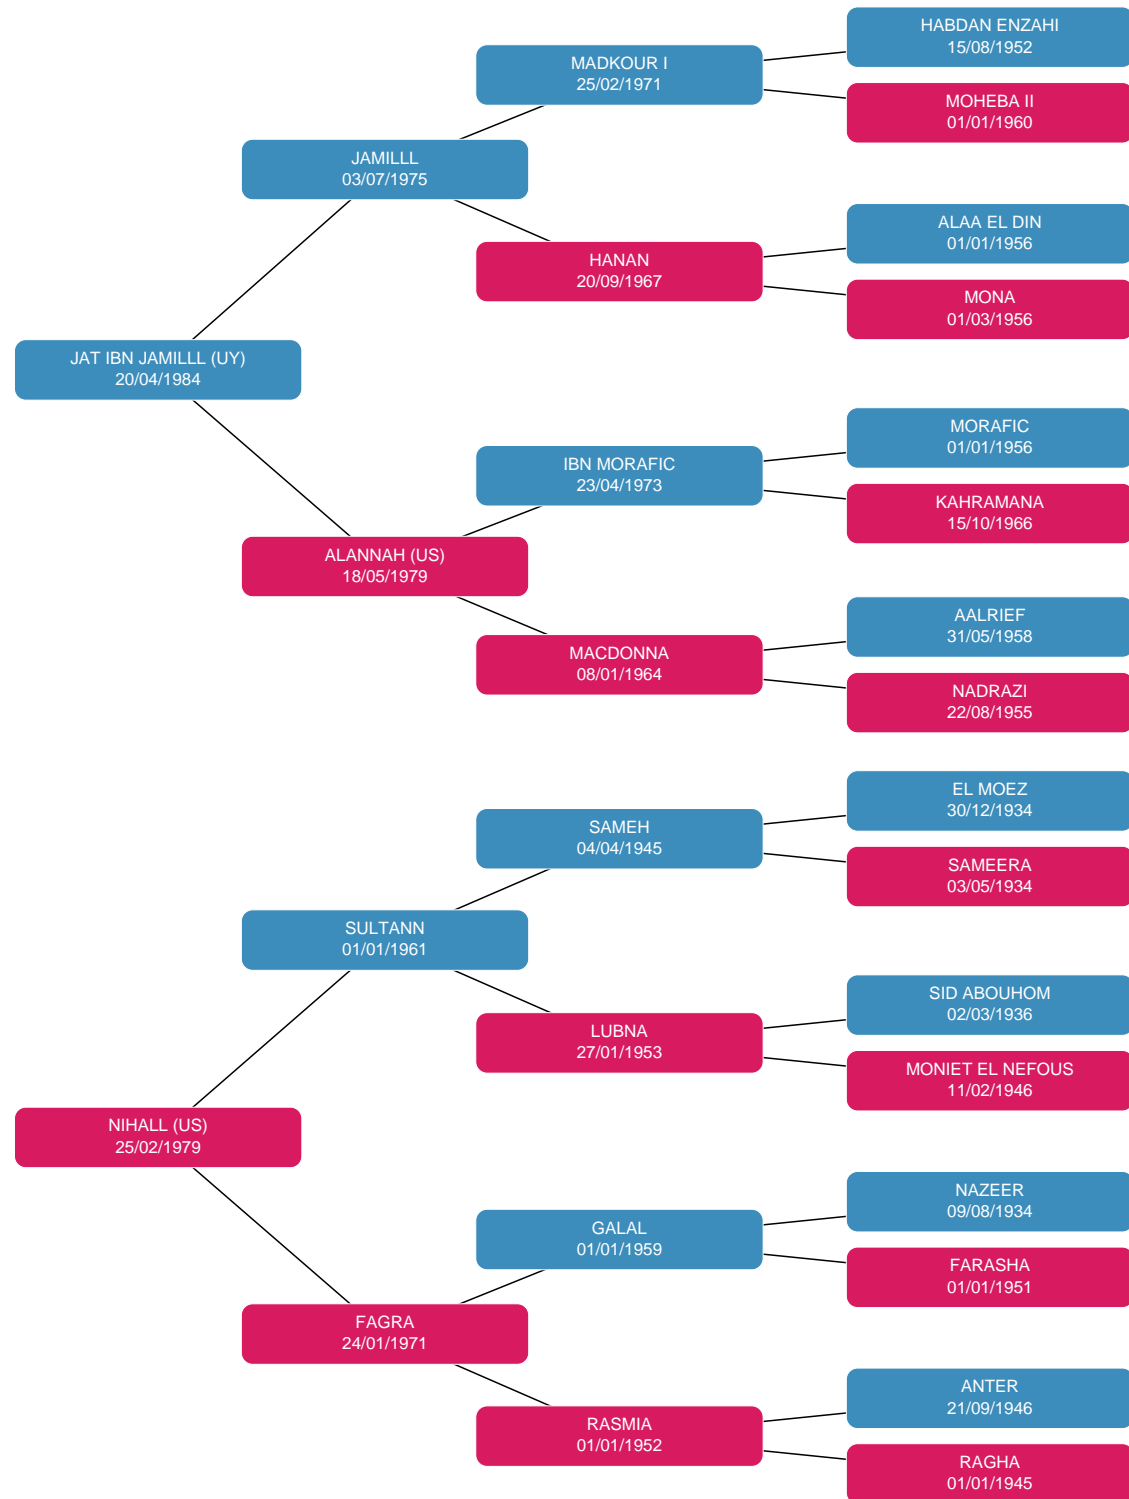 HABDAN ENZAHI
15/08/1952
MADKOUR I
25/02/1971
MOHEBA II
01/01/1960
JAMILLL
03/07/1975
ALAA EL DIN
01/01/1956
HANAN
20/09/1967
MONA
01/03/1956
JAT IBN JAMILLL (UY)
20/04/1984
MORAFIC
01/01/1956
IBN MORAFIC
23/04/1973
KAHRAMANA
15/10/1966
ALANNAH (US)
18/05/1979
AALRIEF
31/05/1958
MACDONNA
08/01/1964
NADRAZI
22/08/1955
EL MOEZ
30/12/1934
SAMEH
04/04/1945
SAMEERA
03/05/1934
SULTANN
01/01/1961
SID ABOUHOM
02/03/1936
LUBNA
27/01/1953
MONIET EL NEFOUS
11/02/1946
NIHALL (US)
25/02/1979
NAZEER
09/08/1934
GALAL
01/01/1959
FARASHA
01/01/1951
FAGRA
24/01/1971
ANTER
21/09/1946
RASMIA
01/01/1952
RAGHA
01/01/1945